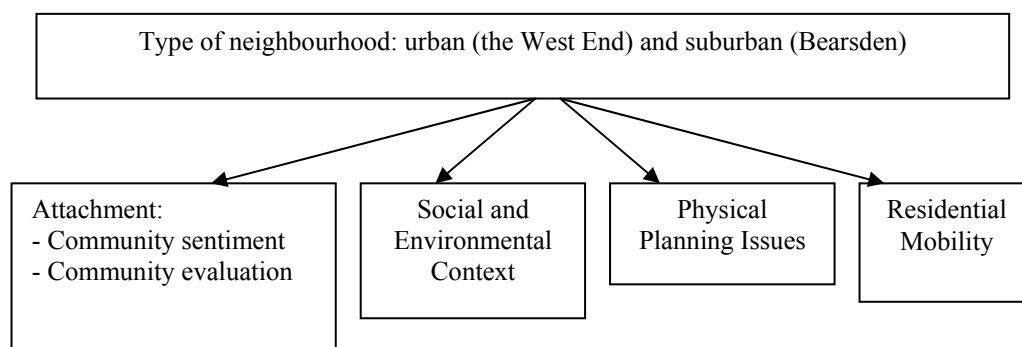 Type of neighbourhood: urban (the West End) and suburban (Bearsden)
Attachment:
- Community sentiment
- Community evaluation
Social and
Environmental
Context
Physical
Planning Issues
Residential
Mobility